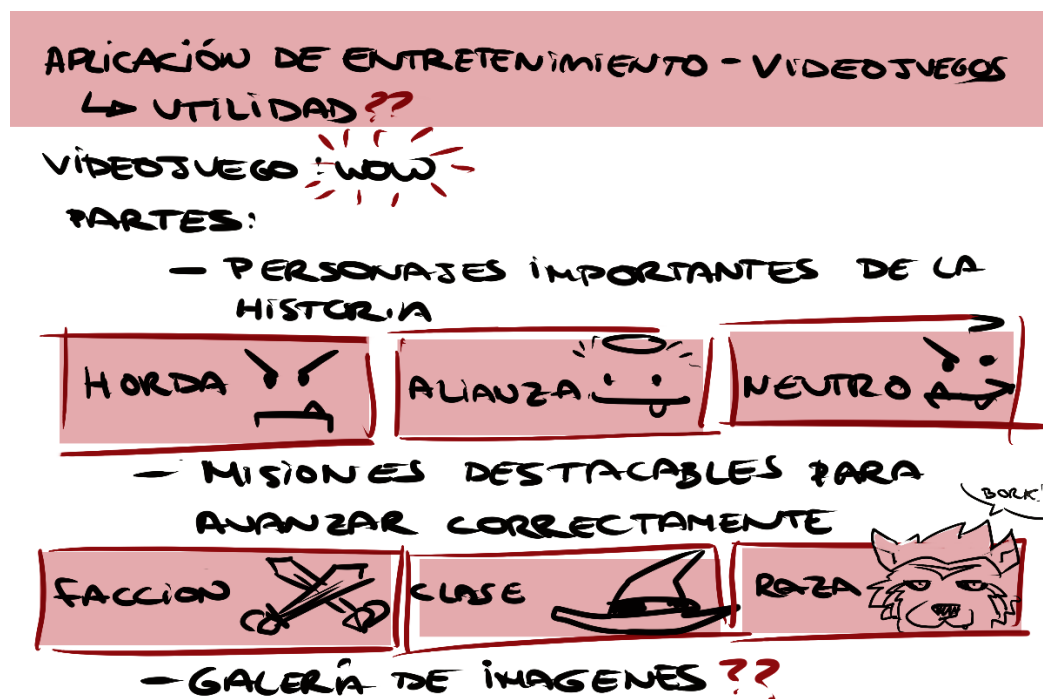 APLICACIÓN DE ENTRETENIMIENTO - VIDEOJUEGOS
↳ UTILIDAD??
VIDEOJUEGO: WOW
PARTES:
- PERSONAJES IMPORTANTES DE LA
HISTORIA
HORDA ALIANZA NEUTRO
- MISIONES DESTACABLES PARA
AVANZAR CORRECTAMENTE
BORK!
FACCION CLASE RAZA
- GALERÍA DE IMAGENES ??